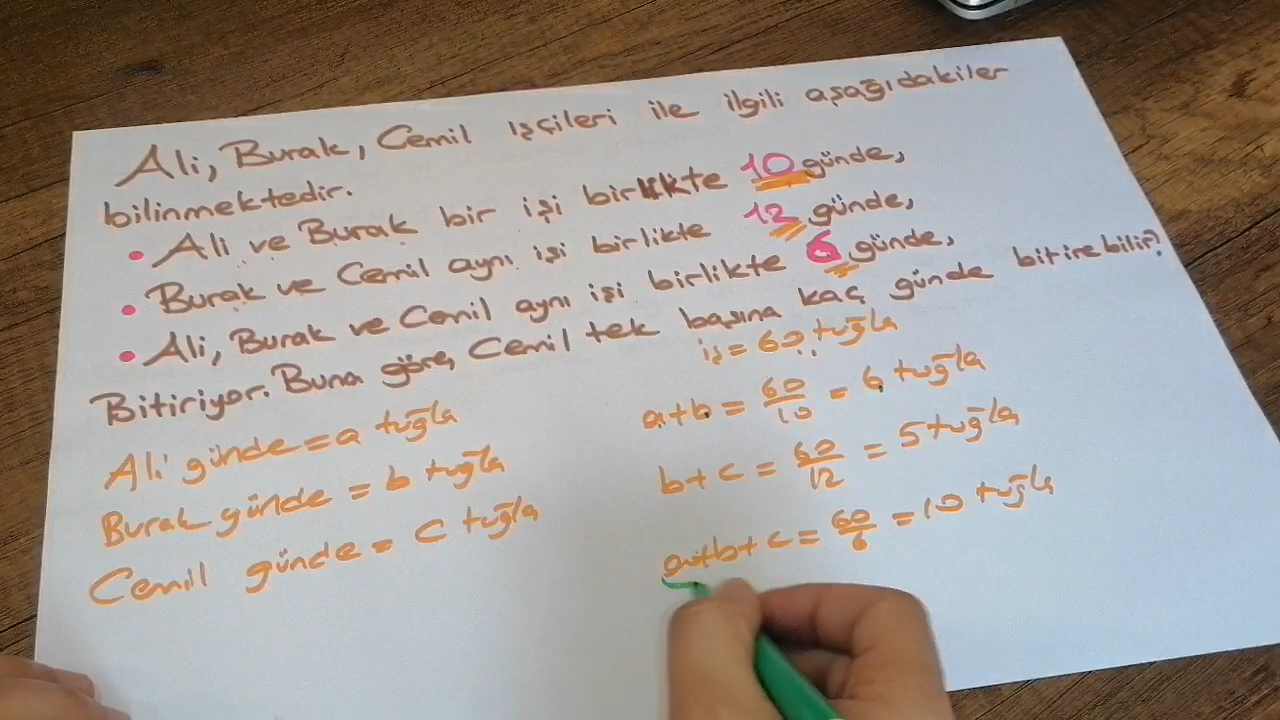 Ali, Burak, Cemil işçileri ile ilgili aşağıdakiler
bilinmektedir.
• Ali ve Burak bir işi birlikte 10 günde,
• Burak ve Cemil aynı işi birlikte 12 günde,
• Ali, Burak ve Cemil aynı işi birlikte 6 günde,
Bitiriyor. Buna göre, Cemil tek başına kaç günde bitirebilir?
iş = 60 tuğla
Ali günde = a tuğla
Burak günde = b tuğla
Cemil günde = c tuğla
a+b = 60/10 = 6 tuğla
b+c = 60/12 = 5 tuğla
a+b+c = 60/6 = 10 tuğla